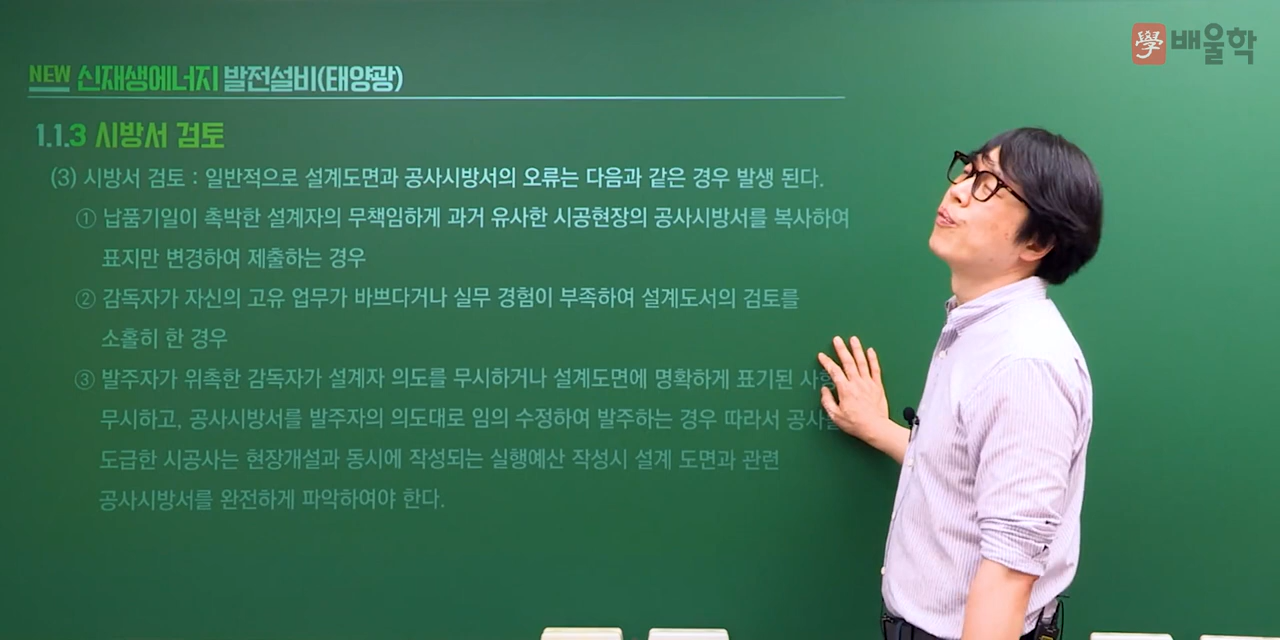 學 배울학
NEW 신재생에너지 발전설비(태양광)
1.1.3 시방서 검토
(3) 시방서 검토 : 일반적으로 설계도면과 공사시방서의 오류는 다음과 같은 경우 발생 된다.
① 납품기일이 촉박한 설계자의 무책임하게 과거 유사한 시공현장의 공사시방서를 복사하여
표지만 변경하여 제출하는 경우
② 감독자가 자신의 고유 업무가 바쁘다거나 실무 경험이 부족하여 설계도서의 검토를
소홀히 한 경우
③ 발주자가 위촉한 감독자가 설계자 의도를 무시하거나 설계도면에 명확하게 표기된
무시하고, 공사시방서를 발주자의 의도대로 임의 수정하여 발주하는 경우 따라서
도급한 시공사는 현장개설과 동시에 작성되는 실행예산 작성시 설계 도면과 관련
공사시방서를 완전하게 파악하여야 한다.